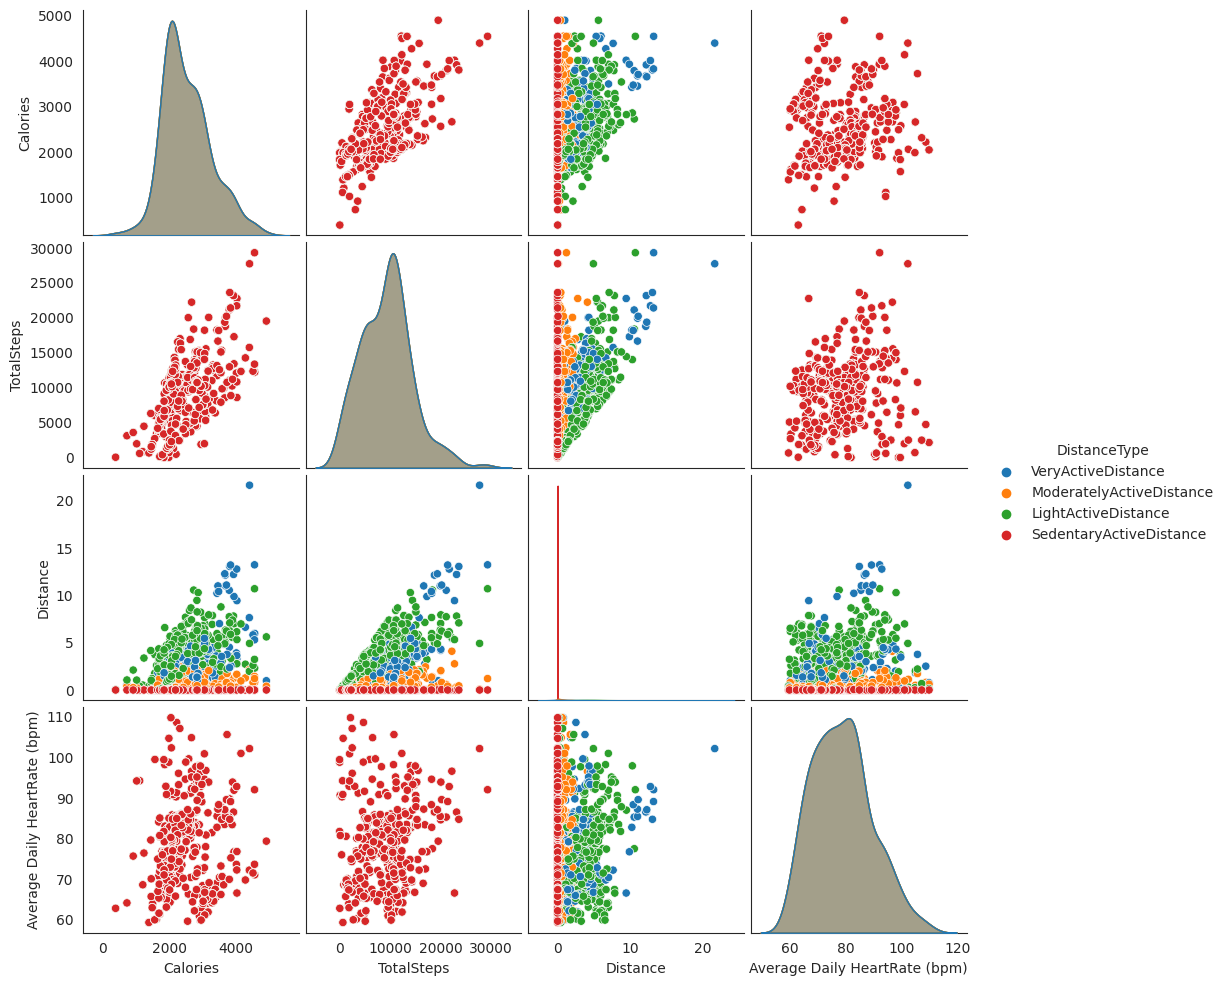 5000
4000
3000
2000
1000
Calories
30000
25000
20000
15000
10000
5000
0
TotalSteps
20
15
10
5
0
Distance
110
100
90
80
70
60
Average Daily HeartRate (bpm)
0 2000 4000
0 10000 20000 30000
0 10 20
60 80 100 120
Calories
TotalSteps
Distance
Average Daily HeartRate (bpm)
DistanceType
VeryActiveDistance
ModeratelyActiveDistance
LightActiveDistance
SedentaryActiveDistance